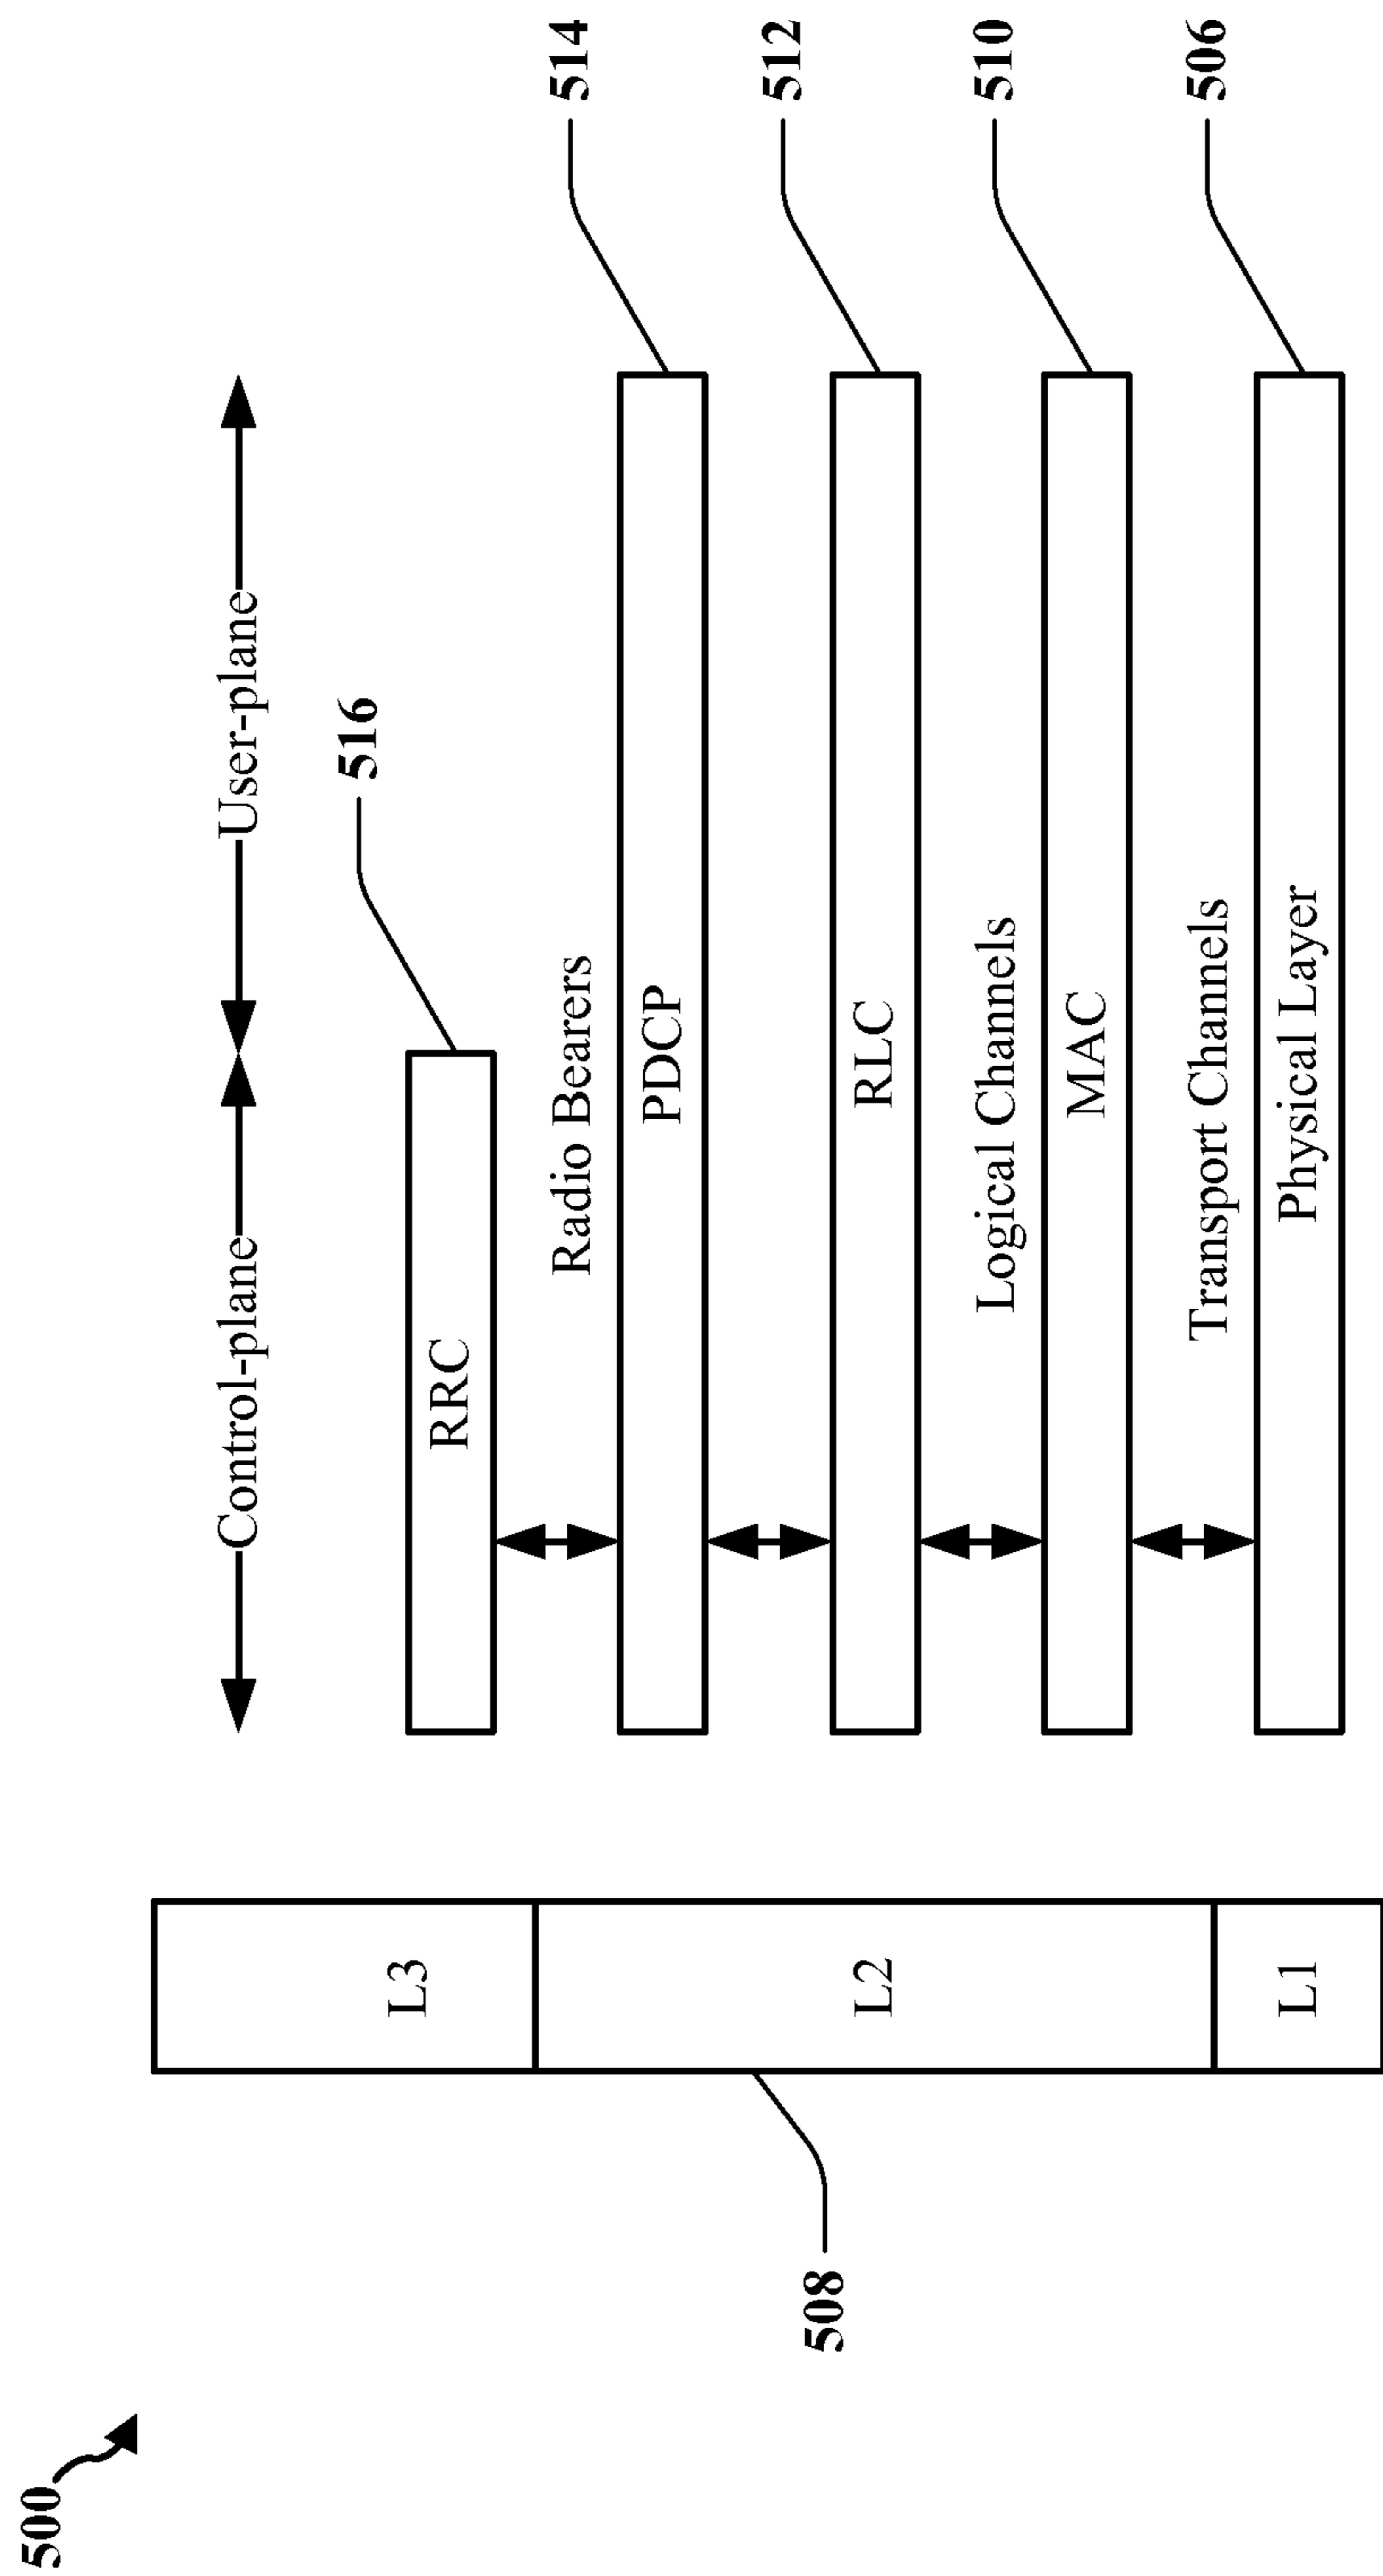 500
Control-plane
User-plane
L3
RRC
516
Radio Bearers
PDCP
514
508
L2
RLC
512
Logical Channels
MAC
510
Transport Channels
L1
Physical Layer
506